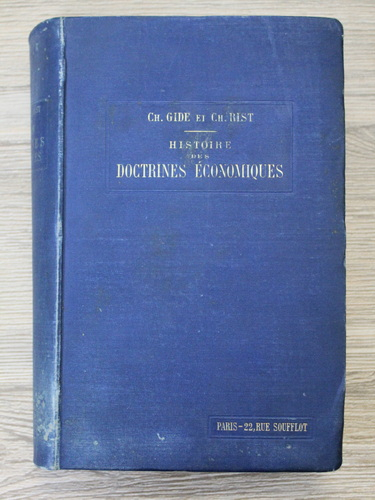 CH. GIDE ET CH. RIST
HISTOIRE
DES
DOCTRINES ÉCONOMIQUES
PARIS-22, RUE SOUFFLOT